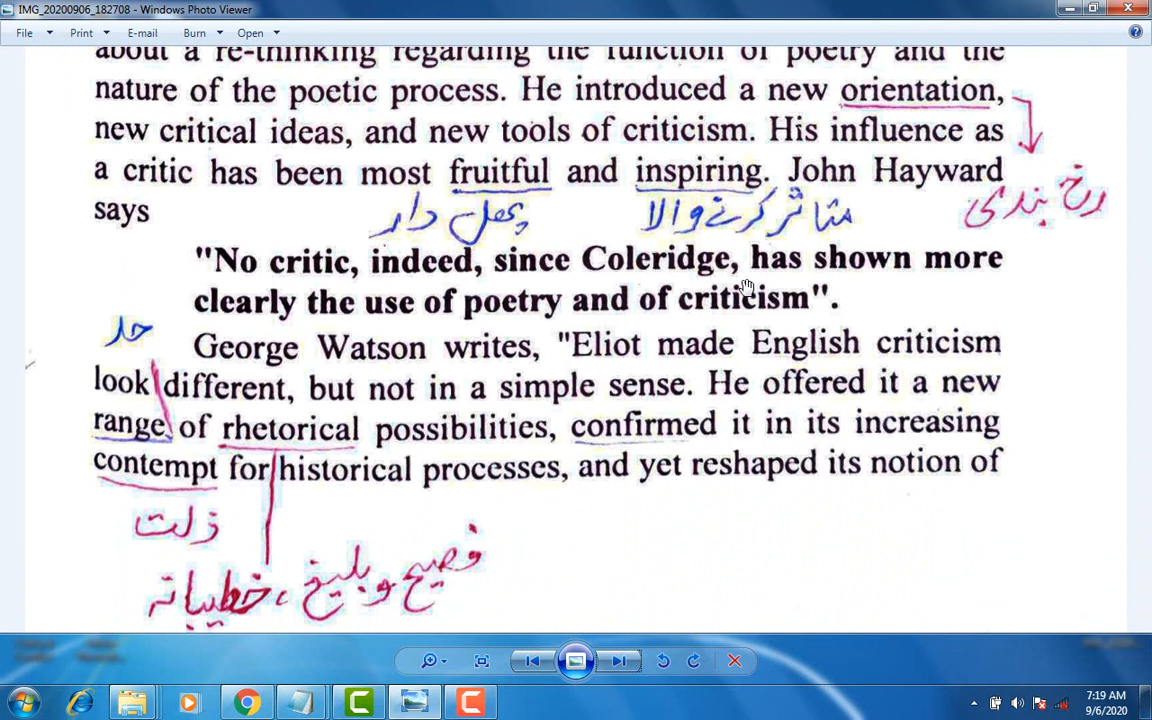 IMG_20200906_182708 - Windows Photo Viewer
File Print E-mail Burn Open
about a re-thinking regarding the function of poetry and the
nature of the poetic process. He introduced a new orientation,
new critical ideas, and new tools of criticism. His influence as
a critic has been most fruitful and inspiring. John Hayward
رخ بندی
says
پھل دار
متاثر کرنے والا
"No critic, indeed, since Coleridge, has shown more
clearly the use of poetry and of criticism".
حد
George Watson writes, "Eliot made English criticism
look different, but not in a simple sense. He offered it a new
range of rhetorical possibilities, confirmed it in its increasing
contempt for historical processes, and yet reshaped its notion of
ذلت
فصیح و بلیغ، خطیبانہ
7:19 AM
9/6/2020